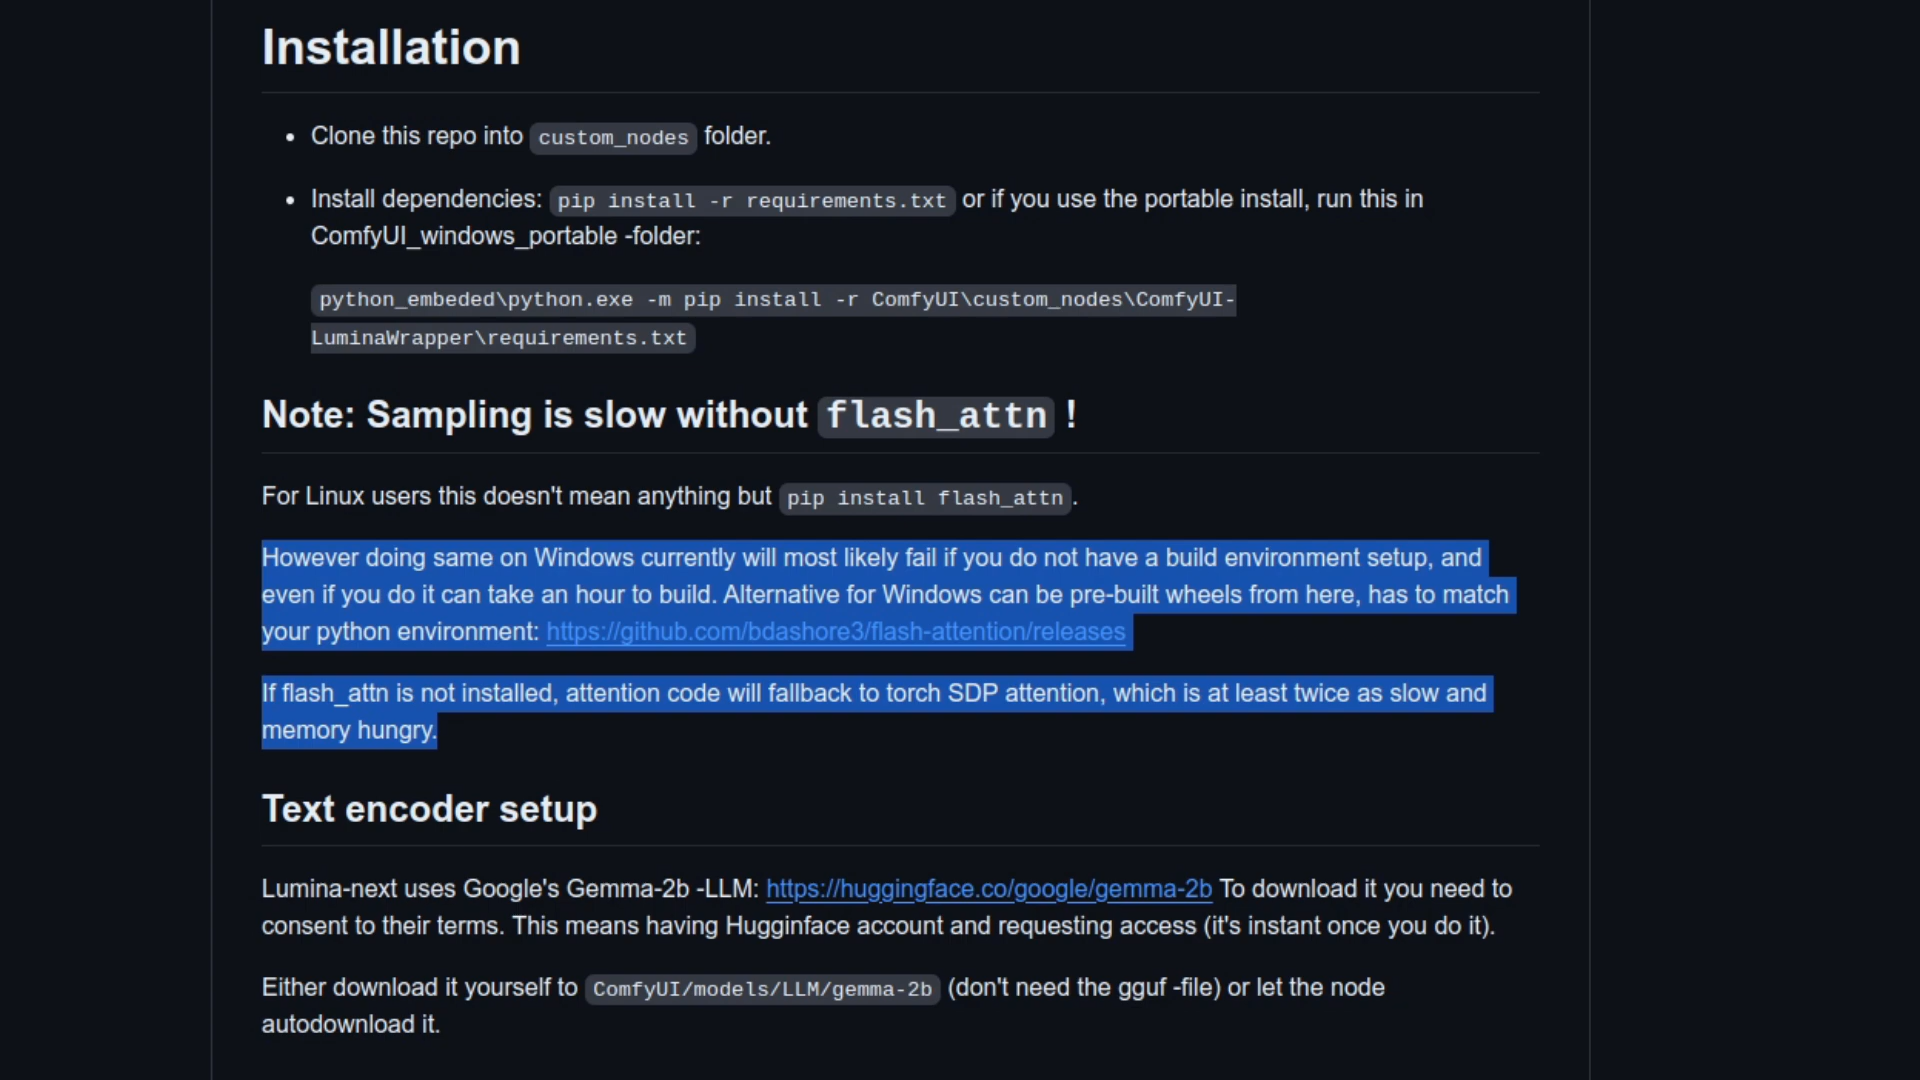 Installation
• Clone this repo into custom_nodes folder.
• Install dependencies: pip install -r requirements.txt or if you use the portable install, run this in
ComfyUI_windows_portable -folder:
python_embeded\python.exe -m pip install -r ComfyUI\custom_nodes\ComfyUI-
LuminaWrapper\requirements.txt
Note: Sampling is slow without flash_attn !
For Linux users this doesn't mean anything but pip install flash_attn.
However doing same on Windows currently will most likely fail if you do not have a build environment setup, and
even if you do it can take an hour to build. Alternative for Windows can be pre-built wheels from here, has to match
your python environment: https://github.com/bdashore3/flash-attention/releases
If flash_attn is not installed, attention code will fallback to torch SDP attention, which is at least twice as slow and
memory hungry.
Text encoder setup
Lumina-next uses Google's Gemma-2b -LLM: https://huggingface.co/google/gemma-2b To download it you need to
consent to their terms. This means having Hugginface account and requesting access (it's instant once you do it).
Either download it yourself to ComfyUI/models/LLM/gemma-2b (don't need the gguf -file) or let the node
autodownload it.